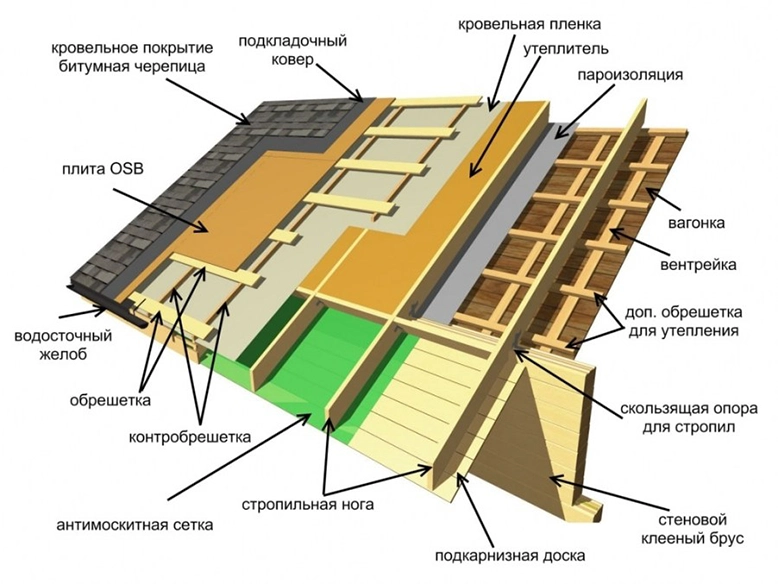 кровельная пленка
кровельное покрытие
битумная черепица
подкладочный
ковер
утеплитель
пароизоляция
плита OSB
вагонка
вентрейка
доп. обрешетка
для утепления
водосточный
желоб
обрешетка
контробрешетка
скользящая опора
для стропил
стропильная нога
антимоскитная сетка
стеновой
клееный брус
подкарнизная доска